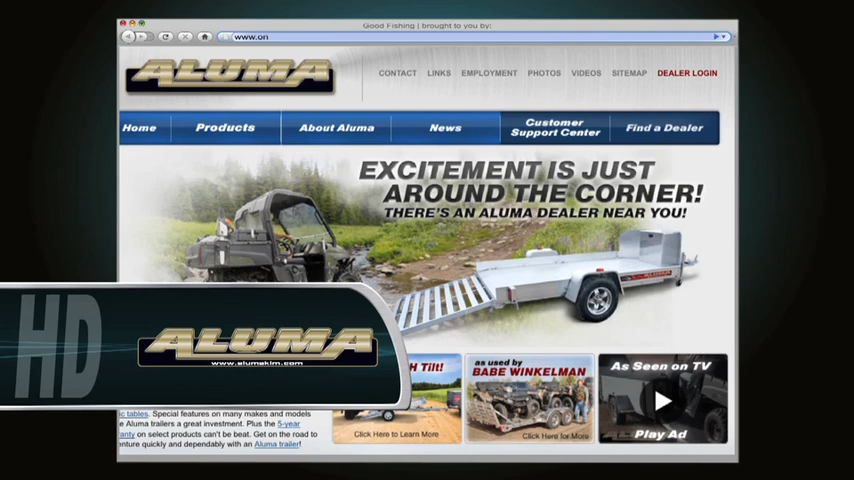 Good Fishing | brought to you by:
www.on
ALUMA
CONTACT LINKS EMPLOYMENT PHOTOS VIDEOS SITEMAP DEALER LOGIN
Home Products About Aluma News Customer Support Center Find a Dealer
EXCITEMENT IS JUST
AROUND THE CORNER!
THERE'S AN ALUMA DEALER NEAR YOU!
ALUMA
HD
ALUMA
www.alumaklm.com
H Tilt!
Click Here to Learn More
as used by
BABE WINKELMAN
Click Here for More
As Seen on TV
Play Ad
ic tables. Special features on many makes and models
e Aluma trailers a great investment. Plus the 5-year
ranty on select products can't be beat. Get on the road to
enture quickly and dependably with an Aluma trailer!